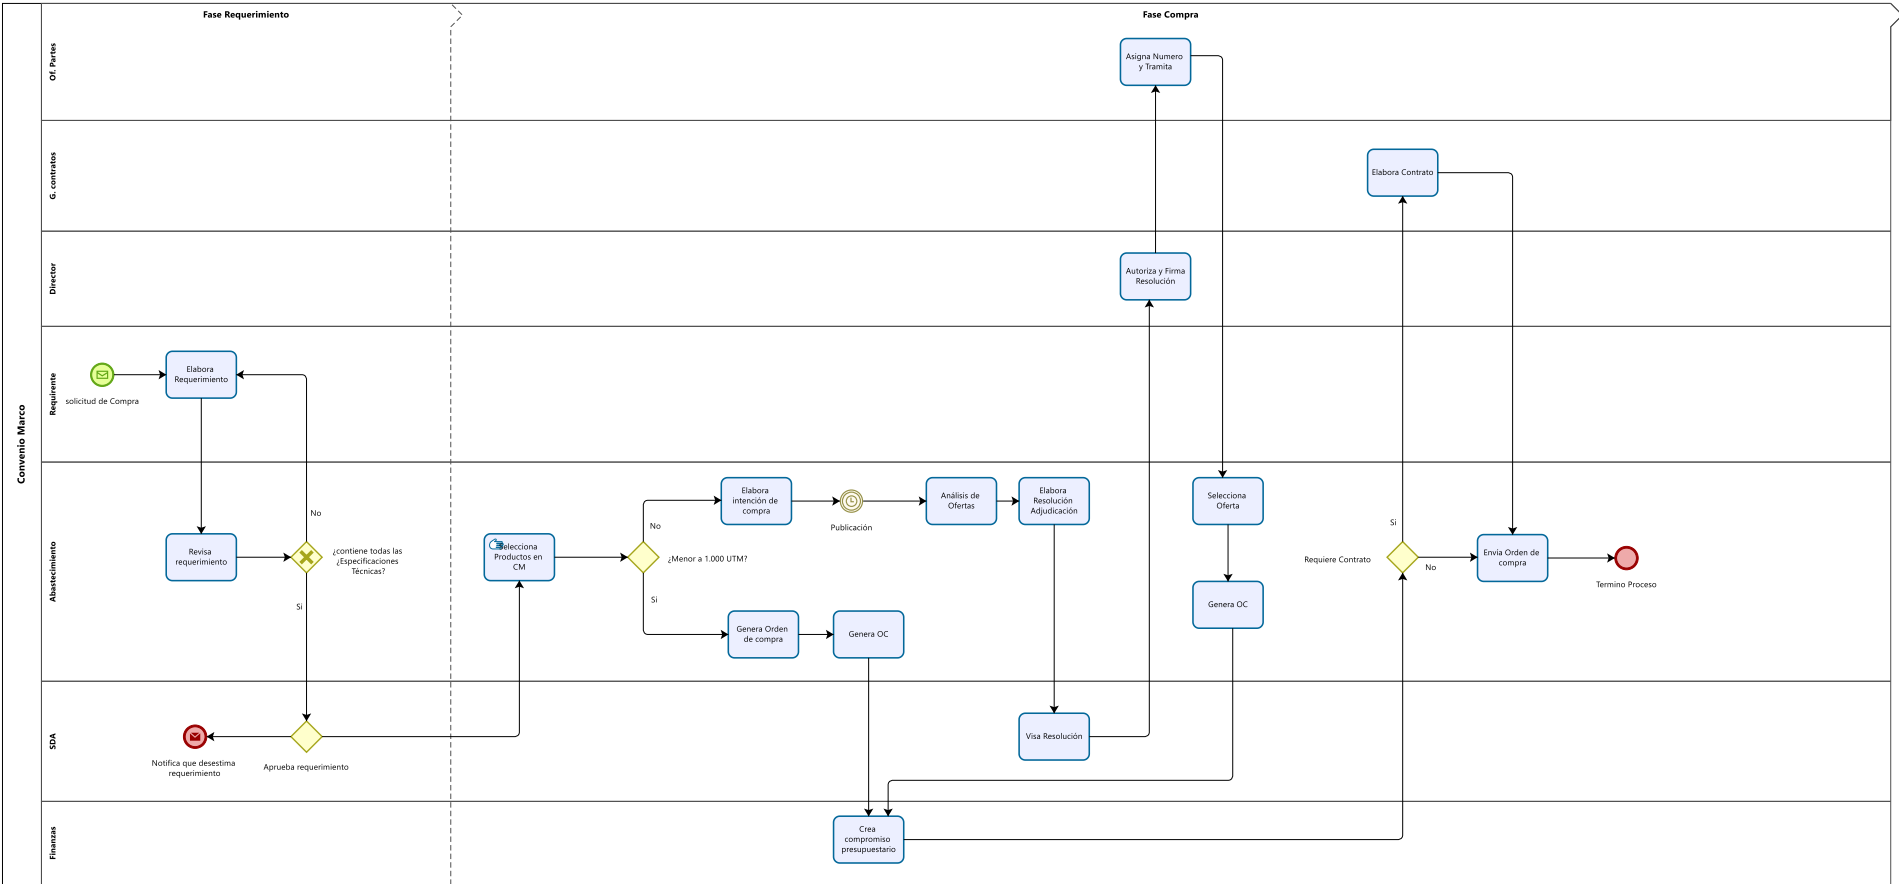 Fase Requerimiento
Fase Compra
Convenio Marco
Of. Partes
Asigna Numero
y Tramita
G. contratos
Elabora Contrato
Director
Autoriza y Firma
Resolución
Requirente
solicitud de Compra
Elabora
Requerimiento
Abastecimiento
Revisa
requerimiento
No
¿contiene todas las
¿Especificaciones
Técnicas?
Si
Selecciona
Productos en
CM
No
¿Menor a 1.000 UTM?
Si
Elabora
intención de
compra
Publicación
Análisis de
Ofertas
Elabora
Resolución
Adjudicación
Genera Orden
de compra
Genera OC
Selecciona
Oferta
Genera OC
Si
Requiere Contrato
No
Envía Orden de
compra
Termino Proceso
SDA
Notifica que desestima
requerimiento
Aprueba requerimiento
Visa Resolución
Finanzas
Crea
compromiso
presupuestario